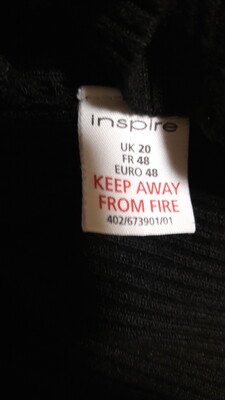 inspire
UK 20
FR 48
EURO 48
KEEP AWAY
FROM FIRE
402/673901/01